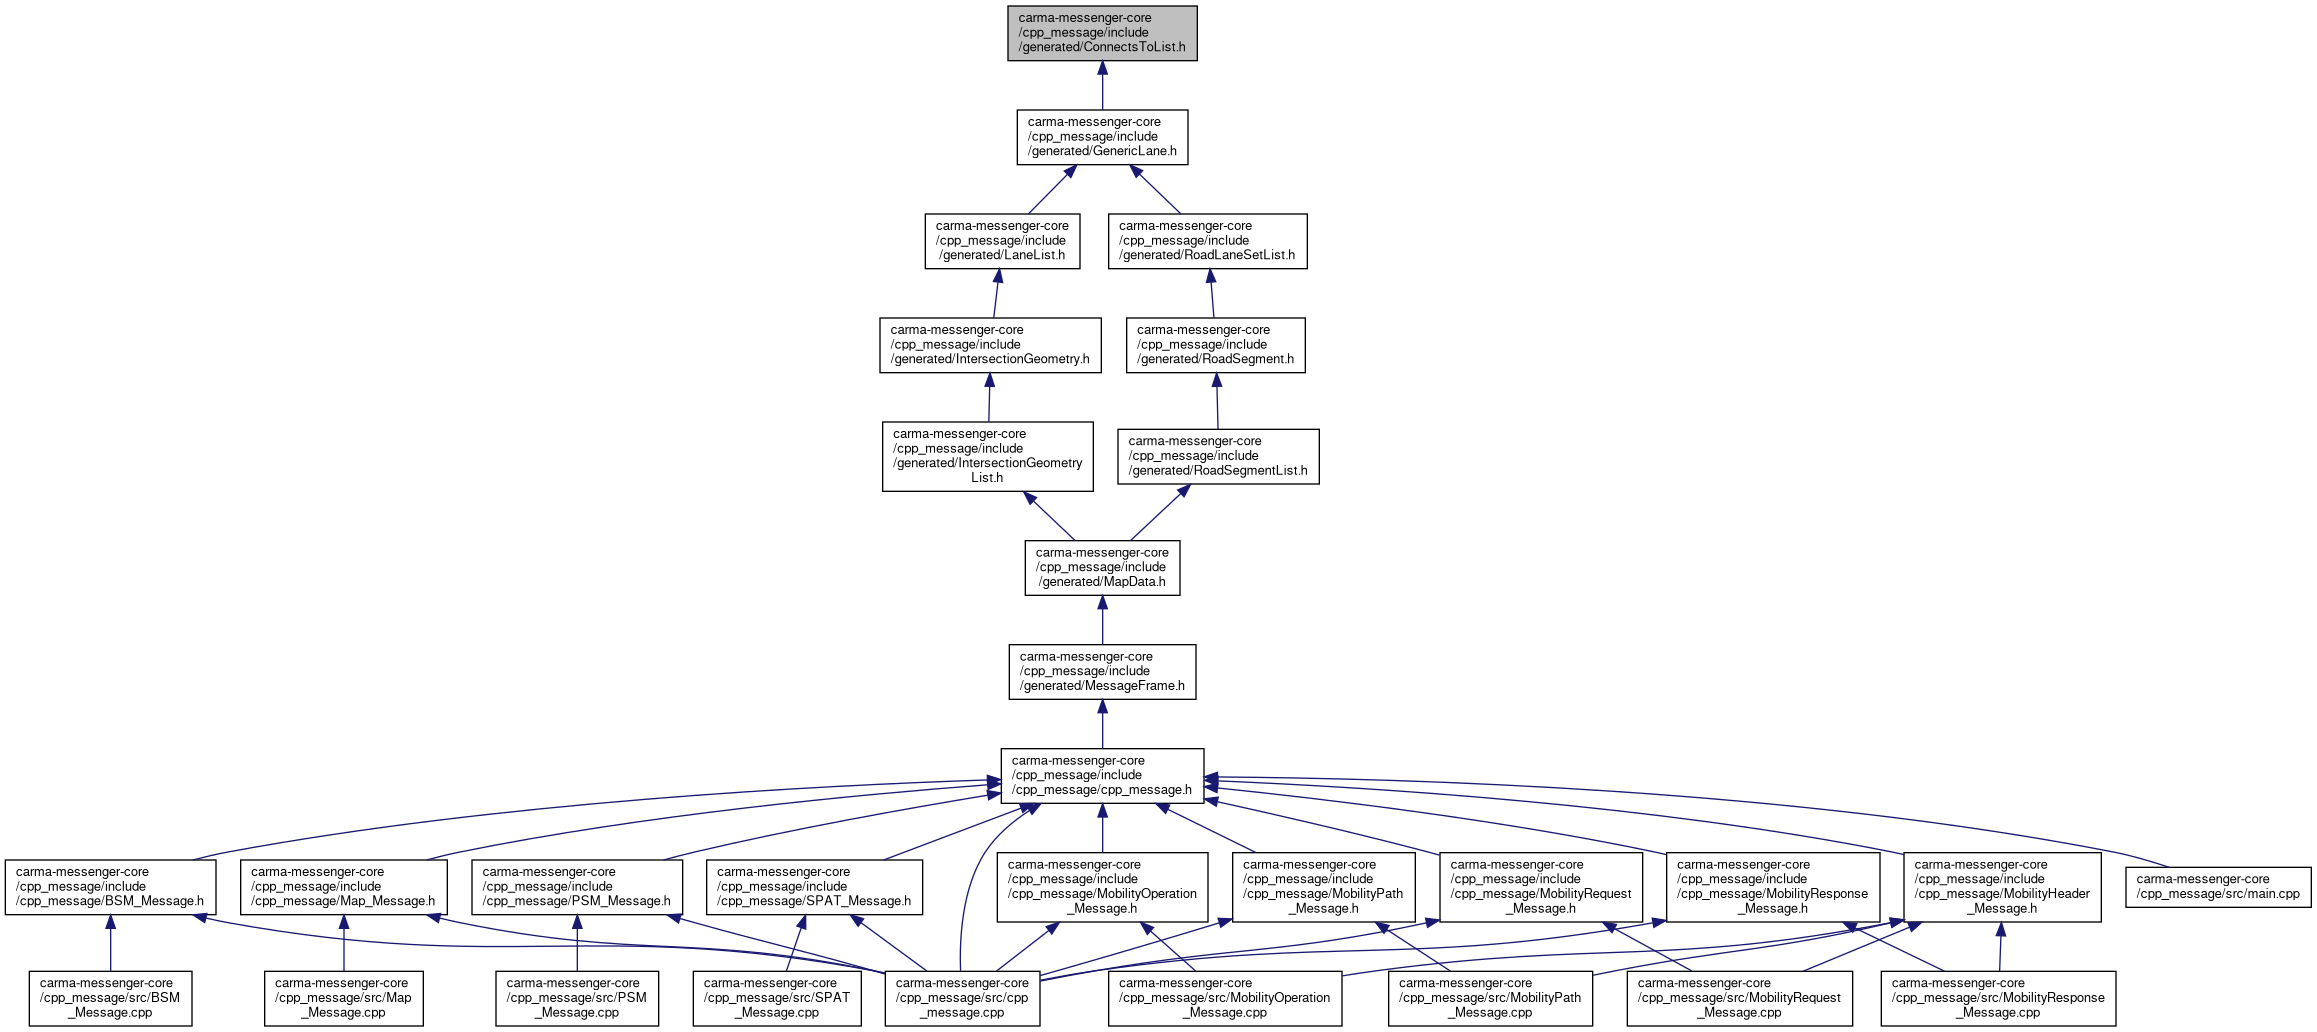 carma-messenger-core
/cpp_message/include
/generated/ConnectsToList.h
carma-messenger-core
/cpp_message/include
/generated/GenericLane.h
carma-messenger-core
/cpp_message/include
/generated/LaneList.h
carma-messenger-core
/cpp_message/include
/generated/RoadLaneSetList.h
carma-messenger-core
/cpp_message/include
/generated/IntersectionGeometry.h
carma-messenger-core
/cpp_message/include
/generated/RoadSegment.h
carma-messenger-core
/cpp_message/include
/generated/IntersectionGeometry
List.h
carma-messenger-core
/cpp_message/include
/generated/RoadSegmentList.h
carma-messenger-core
/cpp_message/include
/generated/MapData.h
carma-messenger-core
/cpp_message/include
/generated/MessageFrame.h
carma-messenger-core
/cpp_message/include
/cpp_message/cpp_message.h
carma-messenger-core
/cpp_message/include
/cpp_message/BSM_Message.h
carma-messenger-core
/cpp_message/include
/cpp_message/Map_Message.h
carma-messenger-core
/cpp_message/include
/cpp_message/PSM_Message.h
carma-messenger-core
/cpp_message/include
/cpp_message/SPAT_Message.h
carma-messenger-core
/cpp_message/include
/cpp_message/MobilityOperation
_Message.h
carma-messenger-core
/cpp_message/include
/cpp_message/MobilityPath
_Message.h
carma-messenger-core
/cpp_message/include
/cpp_message/MobilityRequest
_Message.h
carma-messenger-core
/cpp_message/include
/cpp_message/MobilityResponse
_Message.h
carma-messenger-core
/cpp_message/include
/cpp_message/MobilityHeader
_Message.h
carma-messenger-core
/cpp_message/src/main.cpp
carma-messenger-core
/cpp_message/src/BSM
_Message.cpp
carma-messenger-core
/cpp_message/src/Map
_Message.cpp
carma-messenger-core
/cpp_message/src/PSM
_Message.cpp
carma-messenger-core
/cpp_message/src/SPAT
_Message.cpp
carma-messenger-core
/cpp_message/src/cpp
_message.cpp
carma-messenger-core
/cpp_message/src/MobilityOperation
_Message.cpp
carma-messenger-core
/cpp_message/src/MobilityPath
_Message.cpp
carma-messenger-core
/cpp_message/src/MobilityRequest
_Message.cpp
carma-messenger-core
/cpp_message/src/MobilityResponse
_Message.cpp